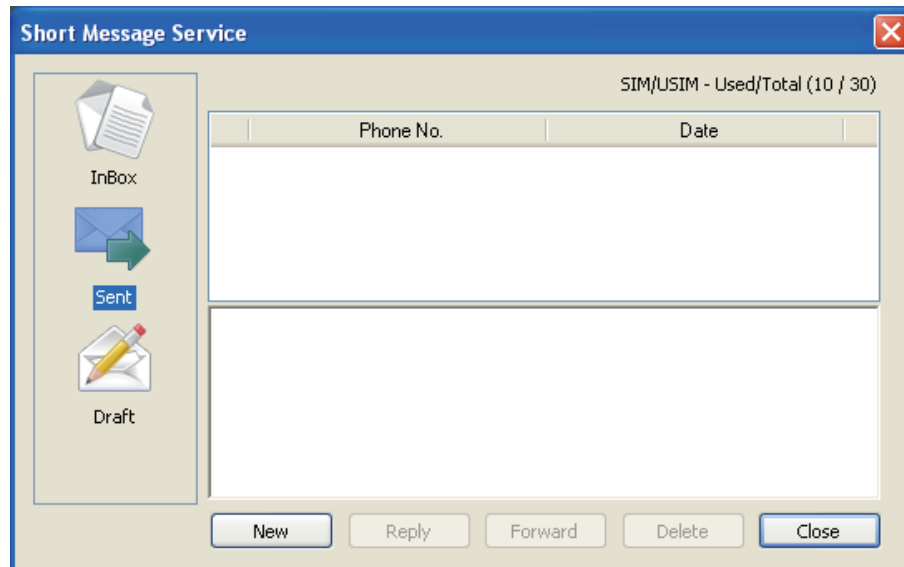 Short Message Service
SIM/USIM - Used/Total (10 / 30)
Phone No. Date
InBox
Sent
Draft
New Reply Forward Delete Close